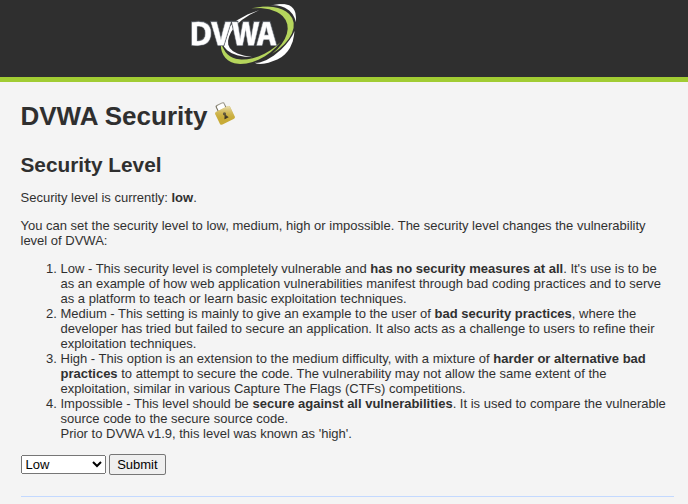 DVWA
DVWA Security
Security Level
Security level is currently: low.
You can set the security level to low, medium, high or impossible. The security level changes the vulnerability
level of DVWA:
1. Low - This security level is completely vulnerable and has no security measures at all. It's use is to be
as an example of how web application vulnerabilities manifest through bad coding practices and to serve
as a platform to teach or learn basic exploitation techniques.
2. Medium - This setting is mainly to give an example to the user of bad security practices, where the
developer has tried but failed to secure an application. It also acts as a challenge to users to refine their
exploitation techniques.
3. High - This option is an extension to the medium difficulty, with a mixture of harder or alternative bad
practices to attempt to secure the code. The vulnerability may not allow the same extent of the
exploitation, similar in various Capture The Flags (CTFs) competitions.
4. Impossible - This level should be secure against all vulnerabilities. It is used to compare the vulnerable
source code to the secure source code.
Prior to DVWA v1.9, this level was known as 'high'.
Low Submit